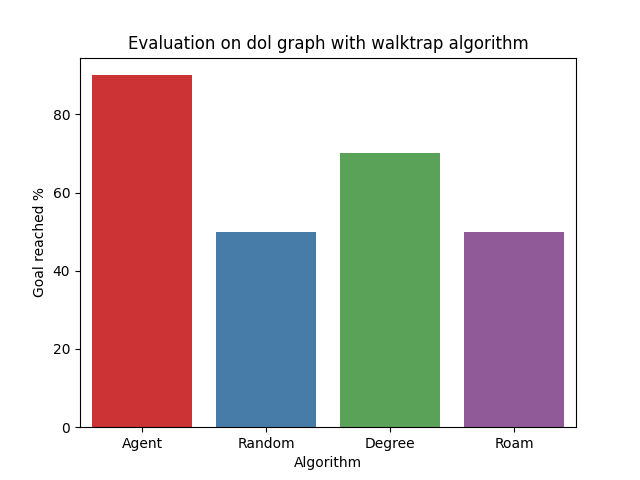 Evaluation on dol graph with walktrap algorithm
Goal reached %
80
60
40
20
0
Agent Random Degree Roam
Algorithm